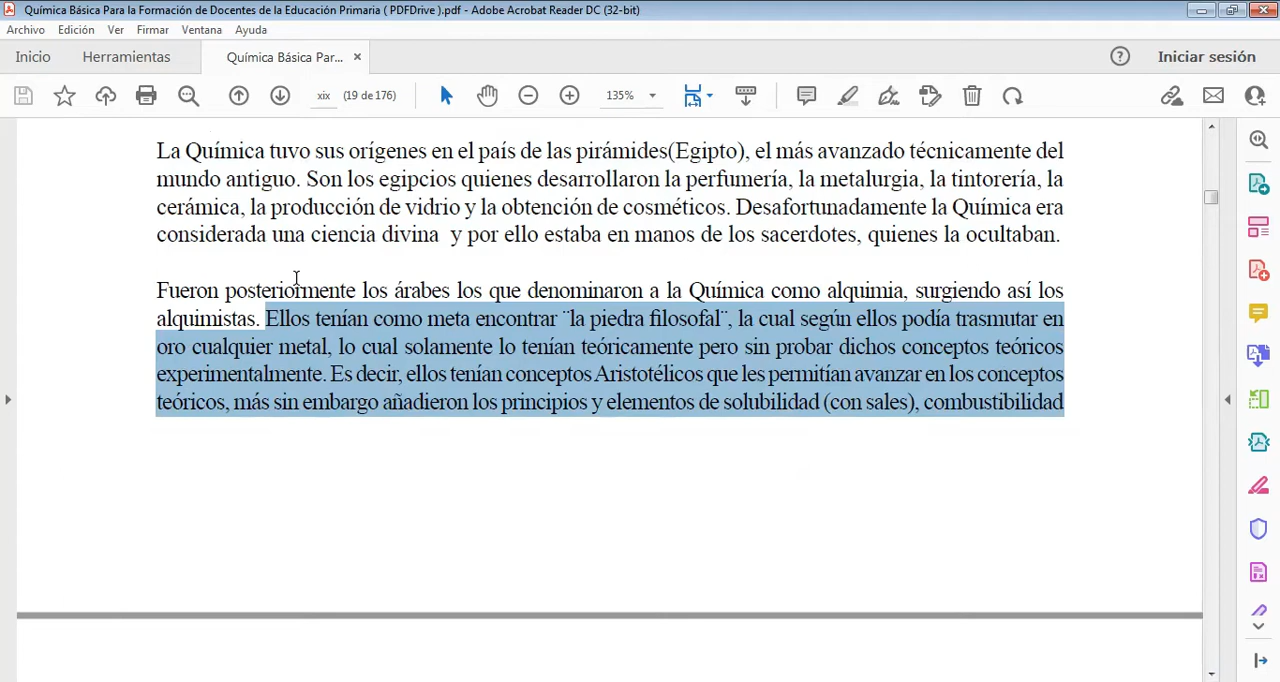 Química Básica Para la Formación de Docentes de la Educación Primaria ( PDFDrive ).pdf - Adobe Acrobat Reader DC (32-bit)
Archivo Edición Ver Firmar Ventana Ayuda
Inicio Herramientas Química Básica Par... × Iniciar sesión
xix (19 de 176) 135%
La Química tuvo sus orígenes en el país de las pirámides(Egipto), el más avanzado técnicamente del
mundo antiguo. Son los egipcios quienes desarrollaron la perfumería, la metalurgia, la tintorería, la
cerámica, la producción de vidrio y la obtención de cosméticos. Desafortunadamente la Química era
considerada una ciencia divina y por ello estaba en manos de los sacerdotes, quienes la ocultaban.
Fueron posteriormente los árabes los que denominaron a la Química como alquimia, surgiendo así los
alquimistas. Ellos tenían como meta encontrar ¨la piedra filosofal¨, la cual según ellos podía trasmutar en
oro cualquier metal, lo cual solamente lo tenían teóricamente pero sin probar dichos conceptos teóricos
experimentalmente. Es decir, ellos tenían conceptos Aristotélicos que les permitían avanzar en los conceptos
teóricos, más sin embargo añadieron los principios y elementos de solubilidad (con sales), combustibilidad